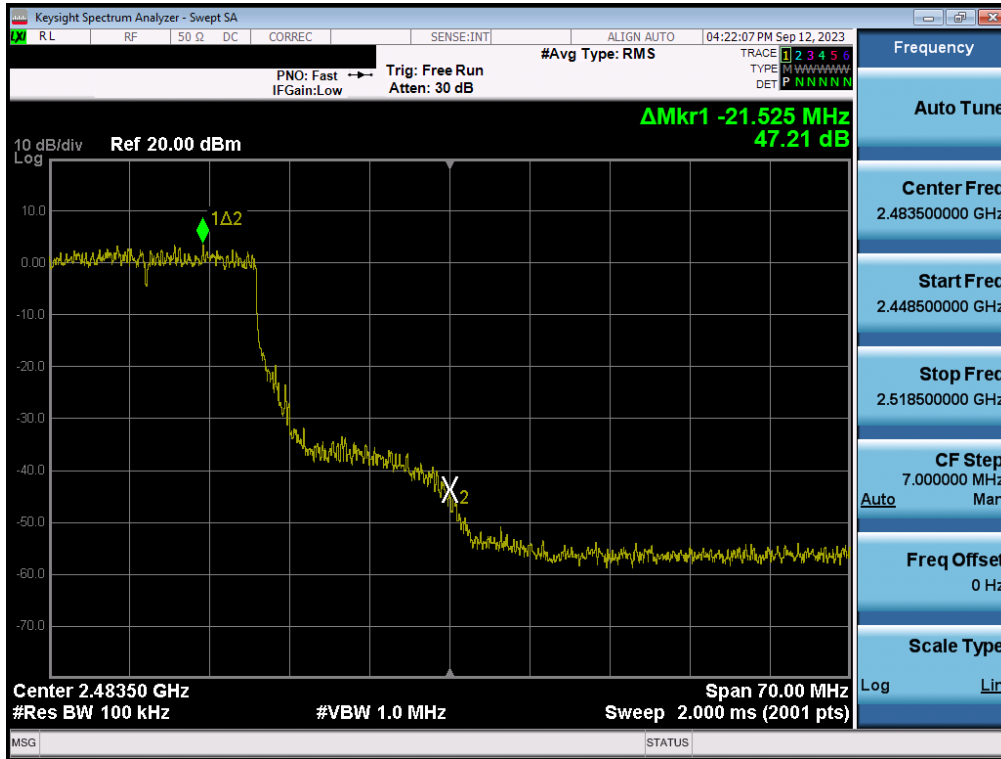 Keysight Spectrum Analyzer - Swept SA
LXI RL RF 50 Ω DC CORREC SENSE:INT ALIGN AUTO 04:22:07 PM Sep 12, 2023
#Avg Type: RMS TRACE 1 2 3 4 5 6
PNO: Fast Trig: Free Run TYPE M WWWWW
IFGain:Low Atten: 30 dB DET P N N N N N
ΔMkr1 -21.525 MHz
47.21 dB
10 dB/div Ref 20.00 dBm
Log
10.0
1Δ2
0.00
-10.0
-20.0
-30.0
-40.0
2
-50.0
-60.0
-70.0
Center 2.48350 GHz Span 70.00 MHz
#Res BW 100 kHz #VBW 1.0 MHz Sweep 2.000 ms (2001 pts)
MSG STATUS
Frequency
Auto Tune
Center Freq
2.483500000 GHz
Start Freq
2.448500000 GHz
Stop Freq
2.518500000 GHz
CF Step
7.000000 MHz
Auto Man
Freq Offset
0 Hz
Scale Type
Log Lin